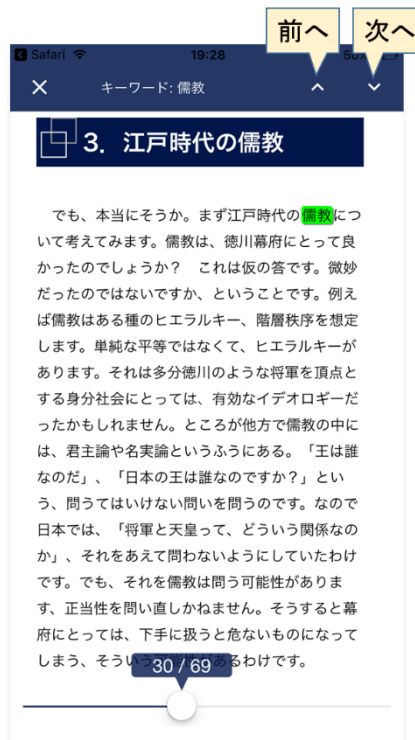 前へ 次へ
Safari 19:28
キーワード: 儒教
3. 江戸時代の儒教
でも、本当にそうか。まず江戸時代の儒教につ
いて考えてみます。儒教は、徳川幕府にとって良
かったのでしょうか？　これは仮の答です。微妙
だったのではないですか、ということです。例え
ば儒教はある種のヒエラルキー、階層秩序を想定
します。単純な平等ではなくて、ヒエラルキーが
あります。それは多分徳川のような将軍を頂点と
する身分社会にとっては、有効なイデオロギーだ
ったかもしれません。ところが他方で儒教の中に
は、君主論や名実論というふうにある。「王は誰
なのだ」、「日本の王は誰なのですか？」とい
う、問うてはいけない問いを問うのです。なので
日本では、「将軍と天皇って、どういう関係なの
か」、それをあえて問わないようにしていたわけ
です。でも、それを儒教は問う可能性がありま
す、正当性を問い直しかねません。そうすると幕
府にとっては、下手に扱うと危ないものになって
しまう、そういう可能性があるわけです。
30 / 69